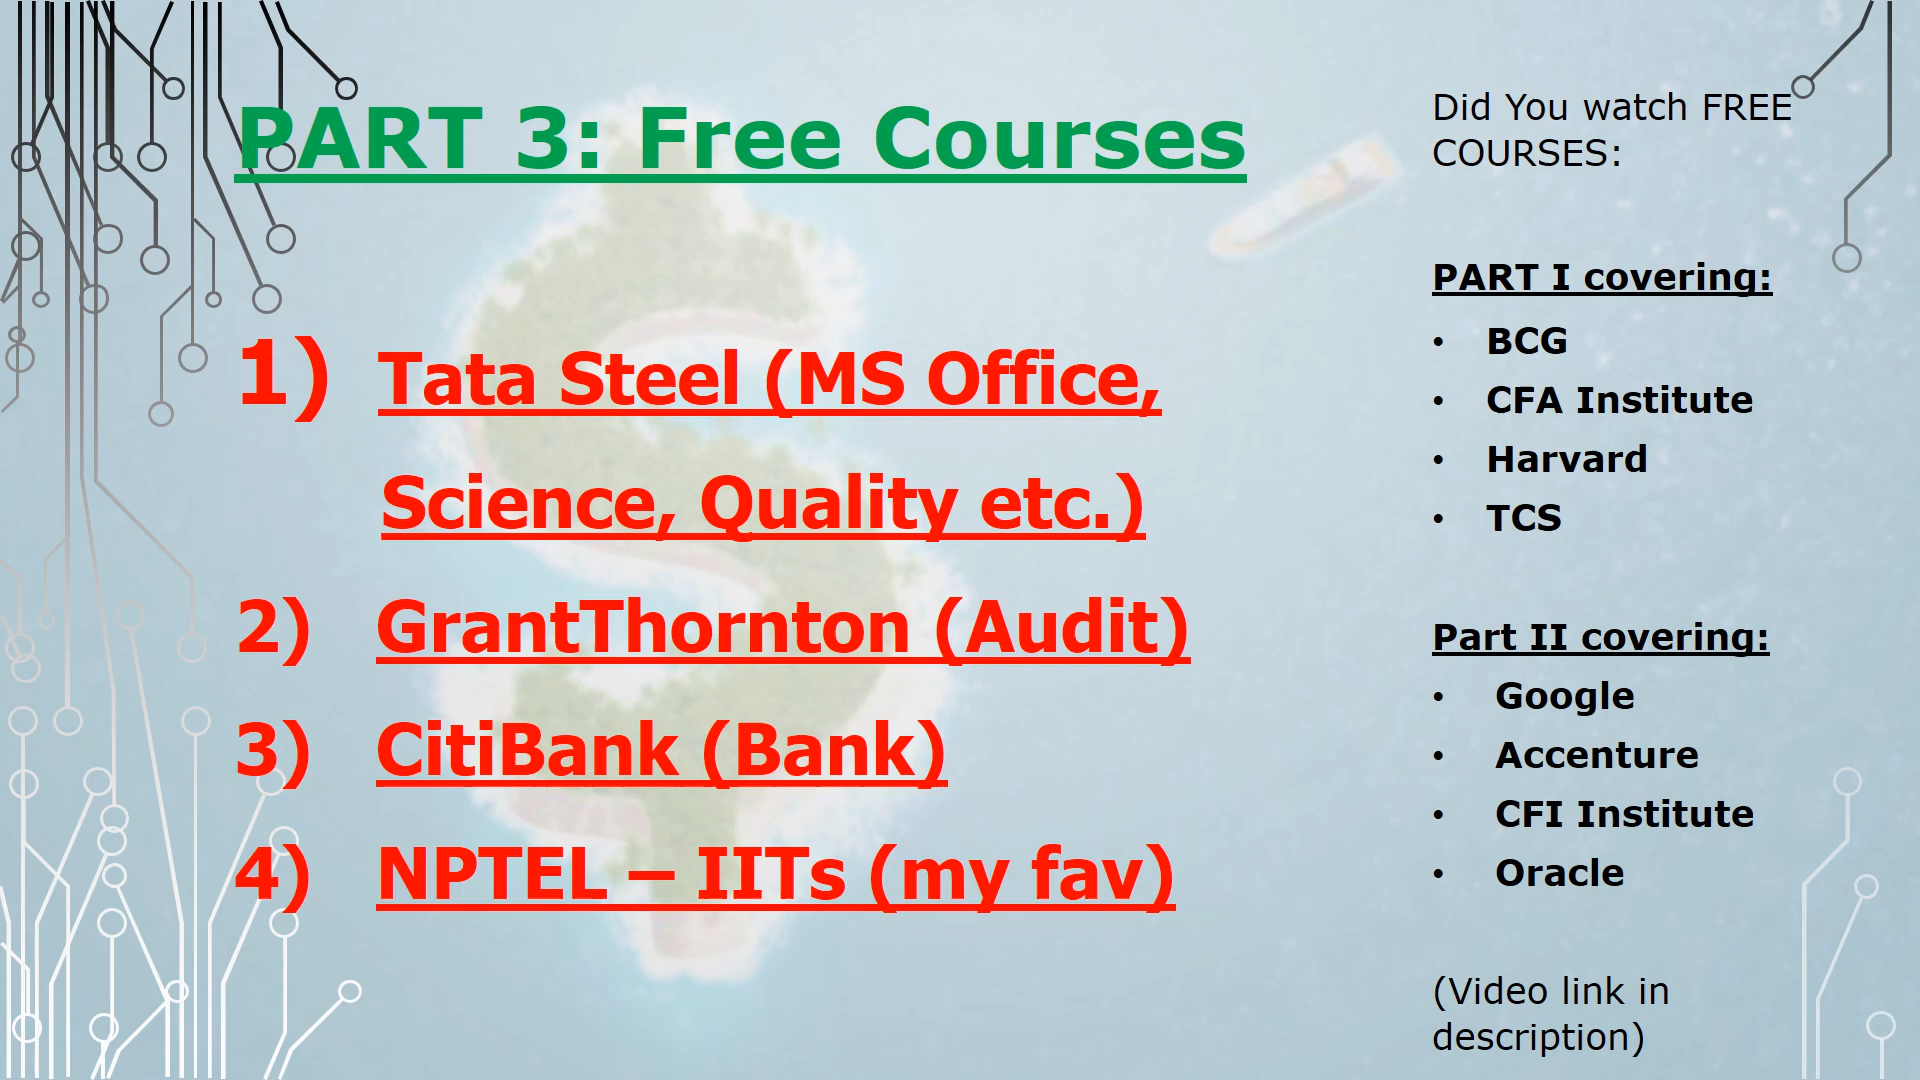 PART 3: Free Courses
1) Tata Steel (MS Office,
Science, Quality etc.)
2) GrantThornton (Audit)
3) CitiBank (Bank)
4) NPTEL – IITs (my fav)
Did You watch FREE
COURSES:
PART I covering:
• BCG
• CFA Institute
• Harvard
• TCS
Part II covering:
• Google
• Accenture
• CFI Institute
• Oracle
(Video link in
description)